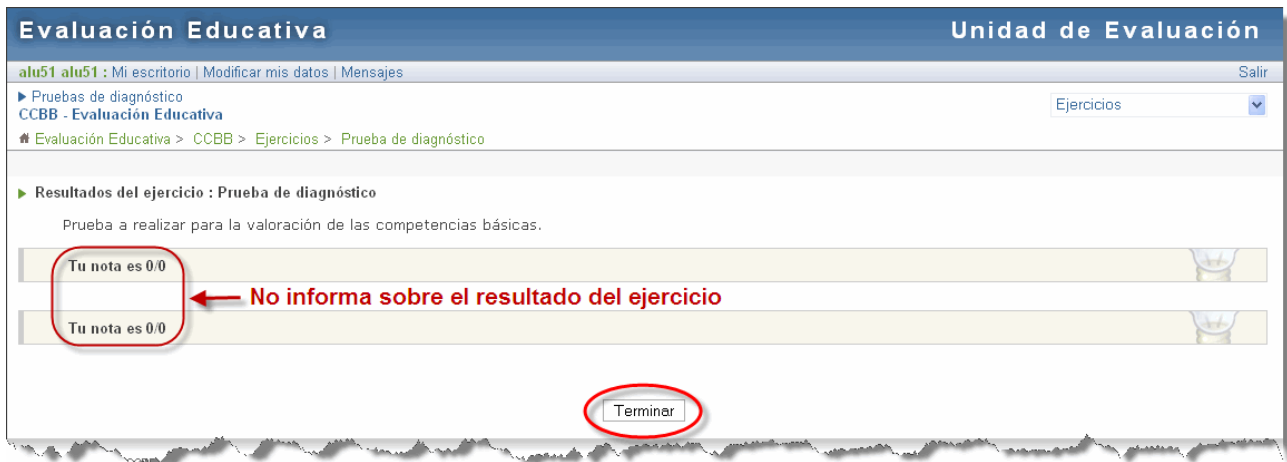 Evaluación Educativa Unidad de Evaluación
alu51 alu51 : Mi escritorio | Modificar mis datos | Mensajes Salir
Pruebas de diagnóstico
CCBB - Evaluación Educativa
Ejercicios
Evaluación Educativa > CCBB > Ejercicios > Prueba de diagnóstico
Resultados del ejercicio : Prueba de diagnóstico
Prueba a realizar para la valoración de las competencias básicas.
Tu nota es 0/0
No informa sobre el resultado del ejercicio
Tu nota es 0/0
Terminar